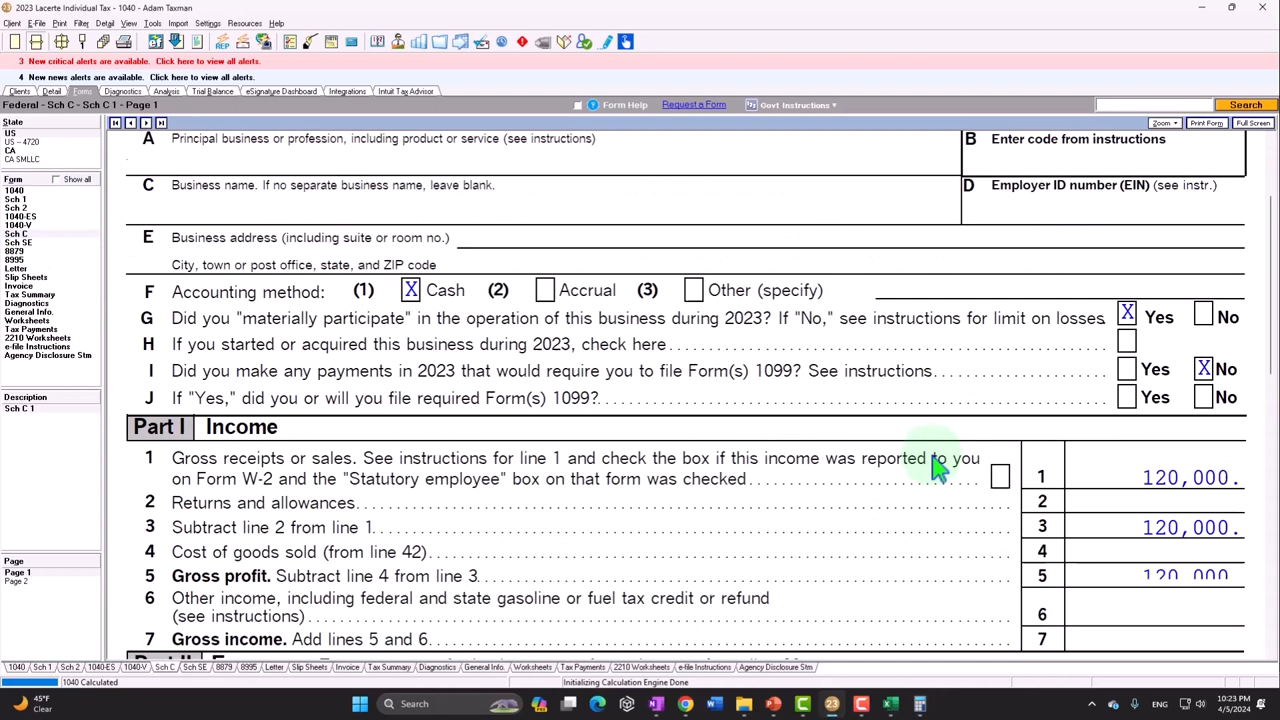 2023 Lacerte Individual Tax - 1040 - Adam Taxman
Client E-File Print Filter Detail View Tools Import Settings Resources Help
3 New critical alerts are available. Click here to view all alerts.
4 New news alerts are available. Click here to view all alerts.
Clients Detail Forms Diagnostics Analysis Trial Balance eSignature Dashboard Integrations Intuit Tax Advisor
Federal - Sch C - Sch C 1 - Page 1 Form Help Request a Form Govt Instructions Search
Zoom Print Form Full Screen
State
US
US - 4720
CA
CA SMLLC
Form Show all
1040
Sch 1
Sch 2
1040-ES
1040-V
Sch C
Sch SE
8879
8995
Letter
Slip Sheets
Invoice
Tax Summary
Diagnostics
General Info.
Worksheets
Tax Payments
2210 Worksheets
e-file Instructions
Agency Disclosure Stm
Description
Sch C 1
Page
Page 1
Page 2
A Principal business or profession, including product or service (see instructions) B Enter code from instructions
C Business name. If no separate business name, leave blank. D Employer ID number (EIN) (see instr.)
E Business address (including suite or room no.)
City, town or post office, state, and ZIP code
F Accounting method: (1) X Cash (2) Accrual (3) Other (specify)
G Did you "materially participate" in the operation of this business during 2023? If "No," see instructions for limit on losses. X Yes No
H If you started or acquired this business during 2023, check here
I Did you make any payments in 2023 that would require you to file Form(s) 1099? See instructions Yes X No
J If "Yes," did you or will you file required Form(s) 1099? Yes No
Part I Income
1 Gross receipts or sales. See instructions for line 1 and check the box if this income was reported to you
on Form W-2 and the "Statutory employee" box on that form was checked 1 120,000.
2 Returns and allowances 2
3 Subtract line 2 from line 1 3 120,000.
4 Cost of goods sold (from line 42) 4
5 Gross profit. Subtract line 4 from line 3 5 120,000
6 Other income, including federal and state gasoline or fuel tax credit or refund
(see instructions) 6
7 Gross income. Add lines 5 and 6 7
1040 Sch 1 Sch 2 1040-ES 1040-V Sch C Sch SE 8879 8995 Letter Slip Sheets Invoice Tax Summary Diagnostics General Info. Worksheets Tax Payments 2210 Worksheets e-file Instructions Agency Disclosure Stm
1040 Calculated Initializing Calculation Engine Done
45°F
Clear
Search
10:23 PM
4/5/2024